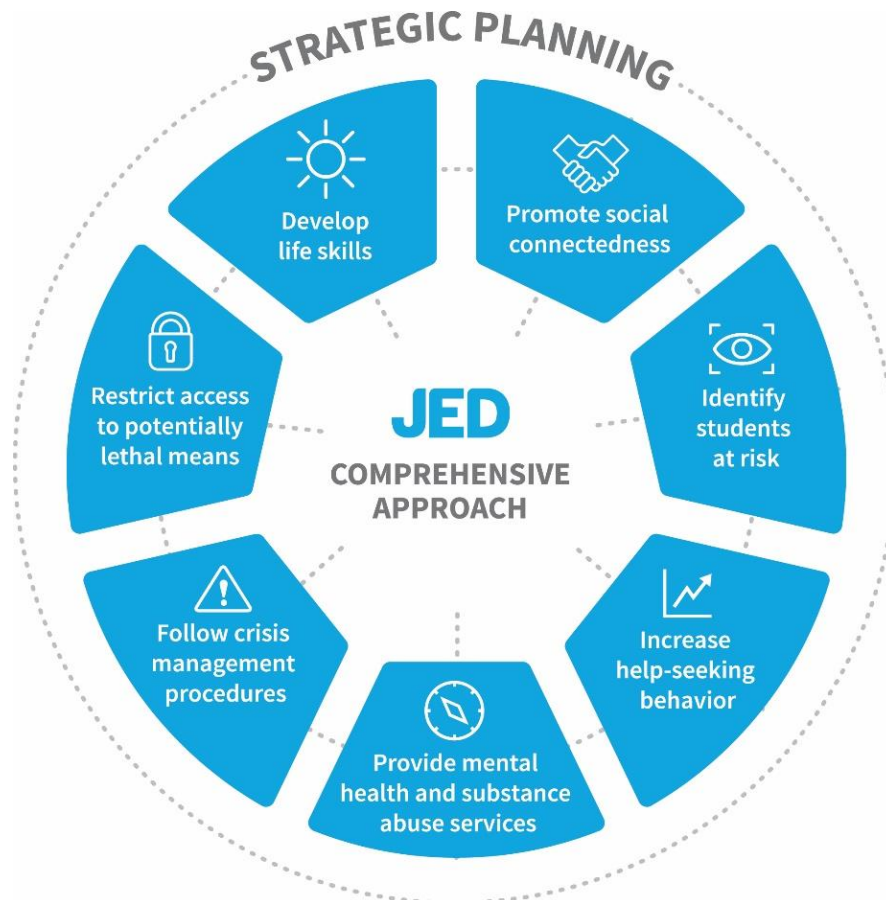 STRATEGIC PLANNING
Develop
life skills
Promote social
connectedness
Restrict access
to potentially
lethal means
JED
COMPREHENSIVE
APPROACH
Identify
students
at risk
Follow crisis
management
procedures
Increase
help-seeking
behavior
Provide mental
health and substance
abuse services